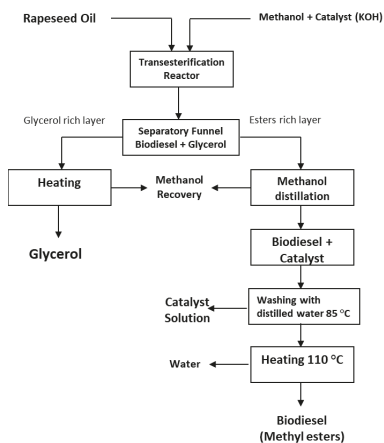 Rapeseed Oil
Methanol + Catalyst (KOH)
Transesterification
Reactor
Glycerol rich layer
Esters rich layer
Separatory Funnel
Biodiesel + Glycerol
Heating
Methanol
Recovery
Methanol
distillation
Glycerol
Biodiesel +
Catalyst
Catalyst
Solution
Washing with
distilled water 85 °C
Water
Heating 110 °C
Biodiesel
(Methyl esters)